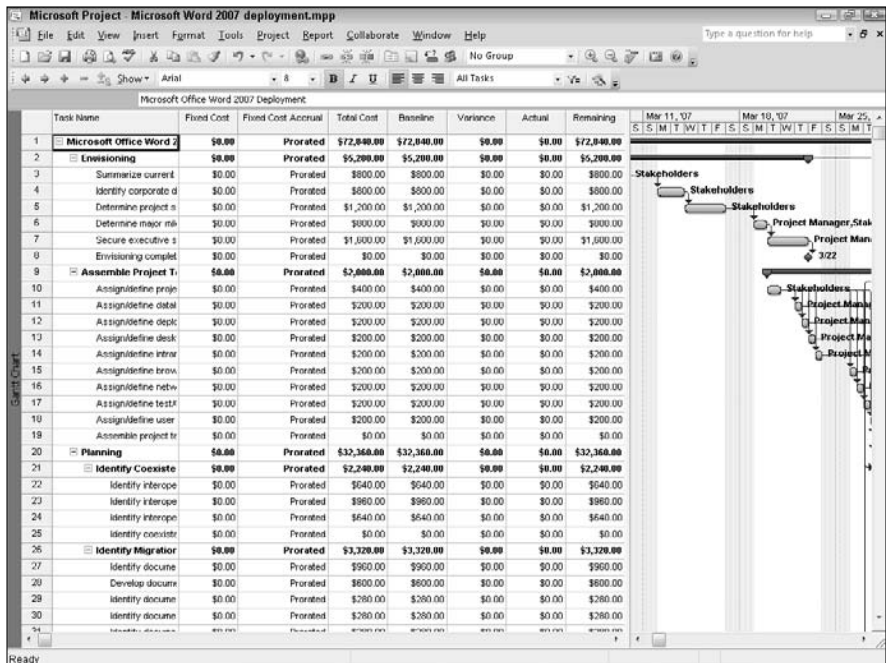 Microsoft Project - Microsoft Word 2007 deployment.mpp
File Edit View Insert Format Tools Project Report Collaborate Window Help Type a question for help
No Group
Show Arial 8 B I U All Tasks
Microsoft Office Word 2007 Deployment
Task Name Fixed Cost Fixed Cost Accrual Total Cost Baseline Variance Actual Remaining Mar 11, '07 Mar 18, '07 Mar 25,
S S M T W T F S S M T W T F S S M T
1 Microsoft Office Word 2 $0.00 Prorated $72,840.00 $72,840.00 $0.00 $0.00 $72,840.00
2 Envisioning $0.00 Prorated $5,200.00 $5,200.00 $0.00 $0.00 $5,200.00
3 Summarize current $0.00 Prorated $800.00 $800.00 $0.00 $0.00 $800.00 Stakeholders
4 Identify corporate d $0.00 Prorated $800.00 $800.00 $0.00 $0.00 $800.00 Stakeholders
5 Determine project s $0.00 Prorated $1,200.00 $1,200.00 $0.00 $0.00 $1,200.00 Stakeholders
6 Determine major mil $0.00 Prorated $800.00 $800.00 $0.00 $0.00 $800.00 Project Manager,Stak
7 Secure executive s $0.00 Prorated $1,600.00 $1,600.00 $0.00 $0.00 $1,600.00 Project Man
8 Envisioning complet $0.00 Prorated $0.00 $0.00 $0.00 $0.00 $0.00 3/22
9 Assemble Project T $0.00 Prorated $2,000.00 $2,000.00 $0.00 $0.00 $2,000.00
10 Assign/define proje $0.00 Prorated $400.00 $400.00 $0.00 $0.00 $400.00 Stakeholders
11 Assign/define datal $0.00 Prorated $200.00 $200.00 $0.00 $0.00 $200.00 Project Mana
12 Assign/define deplo $0.00 Prorated $200.00 $200.00 $0.00 $0.00 $200.00 Project Man
13 Assign/define desk $0.00 Prorated $200.00 $200.00 $0.00 $0.00 $200.00 Project Man
14 Assign/define intrar $0.00 Prorated $200.00 $200.00 $0.00 $0.00 $200.00 Project M
15 Assign/define brow $0.00 Prorated $200.00 $200.00 $0.00 $0.00 $200.00
16 Assign/define netw $0.00 Prorated $200.00 $200.00 $0.00 $0.00 $200.00
17 Assign/define test/ $0.00 Prorated $200.00 $200.00 $0.00 $0.00 $200.00
18 Assign/define user $0.00 Prorated $200.00 $200.00 $0.00 $0.00 $200.00
19 Assemble project te $0.00 Prorated $0.00 $0.00 $0.00 $0.00 $0.00
20 Planning $0.00 Prorated $32,360.00 $32,360.00 $0.00 $0.00 $32,360.00
21 Identify Coexiste $0.00 Prorated $2,240.00 $2,240.00 $0.00 $0.00 $2,240.00
22 Identify interope $0.00 Prorated $640.00 $640.00 $0.00 $0.00 $640.00
23 Identify interope $0.00 Prorated $960.00 $960.00 $0.00 $0.00 $960.00
24 Identify interope $0.00 Prorated $640.00 $640.00 $0.00 $0.00 $640.00
25 Identify coexiste $0.00 Prorated $0.00 $0.00 $0.00 $0.00 $0.00
26 Identify Migration $0.00 Prorated $3,320.00 $3,320.00 $0.00 $0.00 $3,320.00
27 Identify docume $0.00 Prorated $960.00 $960.00 $0.00 $0.00 $960.00
28 Develop docume $0.00 Prorated $600.00 $600.00 $0.00 $0.00 $600.00
29 Identify docume $0.00 Prorated $280.00 $280.00 $0.00 $0.00 $280.00
30 Identify docume $0.00 Prorated $280.00 $280.00 $0.00 $0.00 $280.00
Gantt Chart
Ready